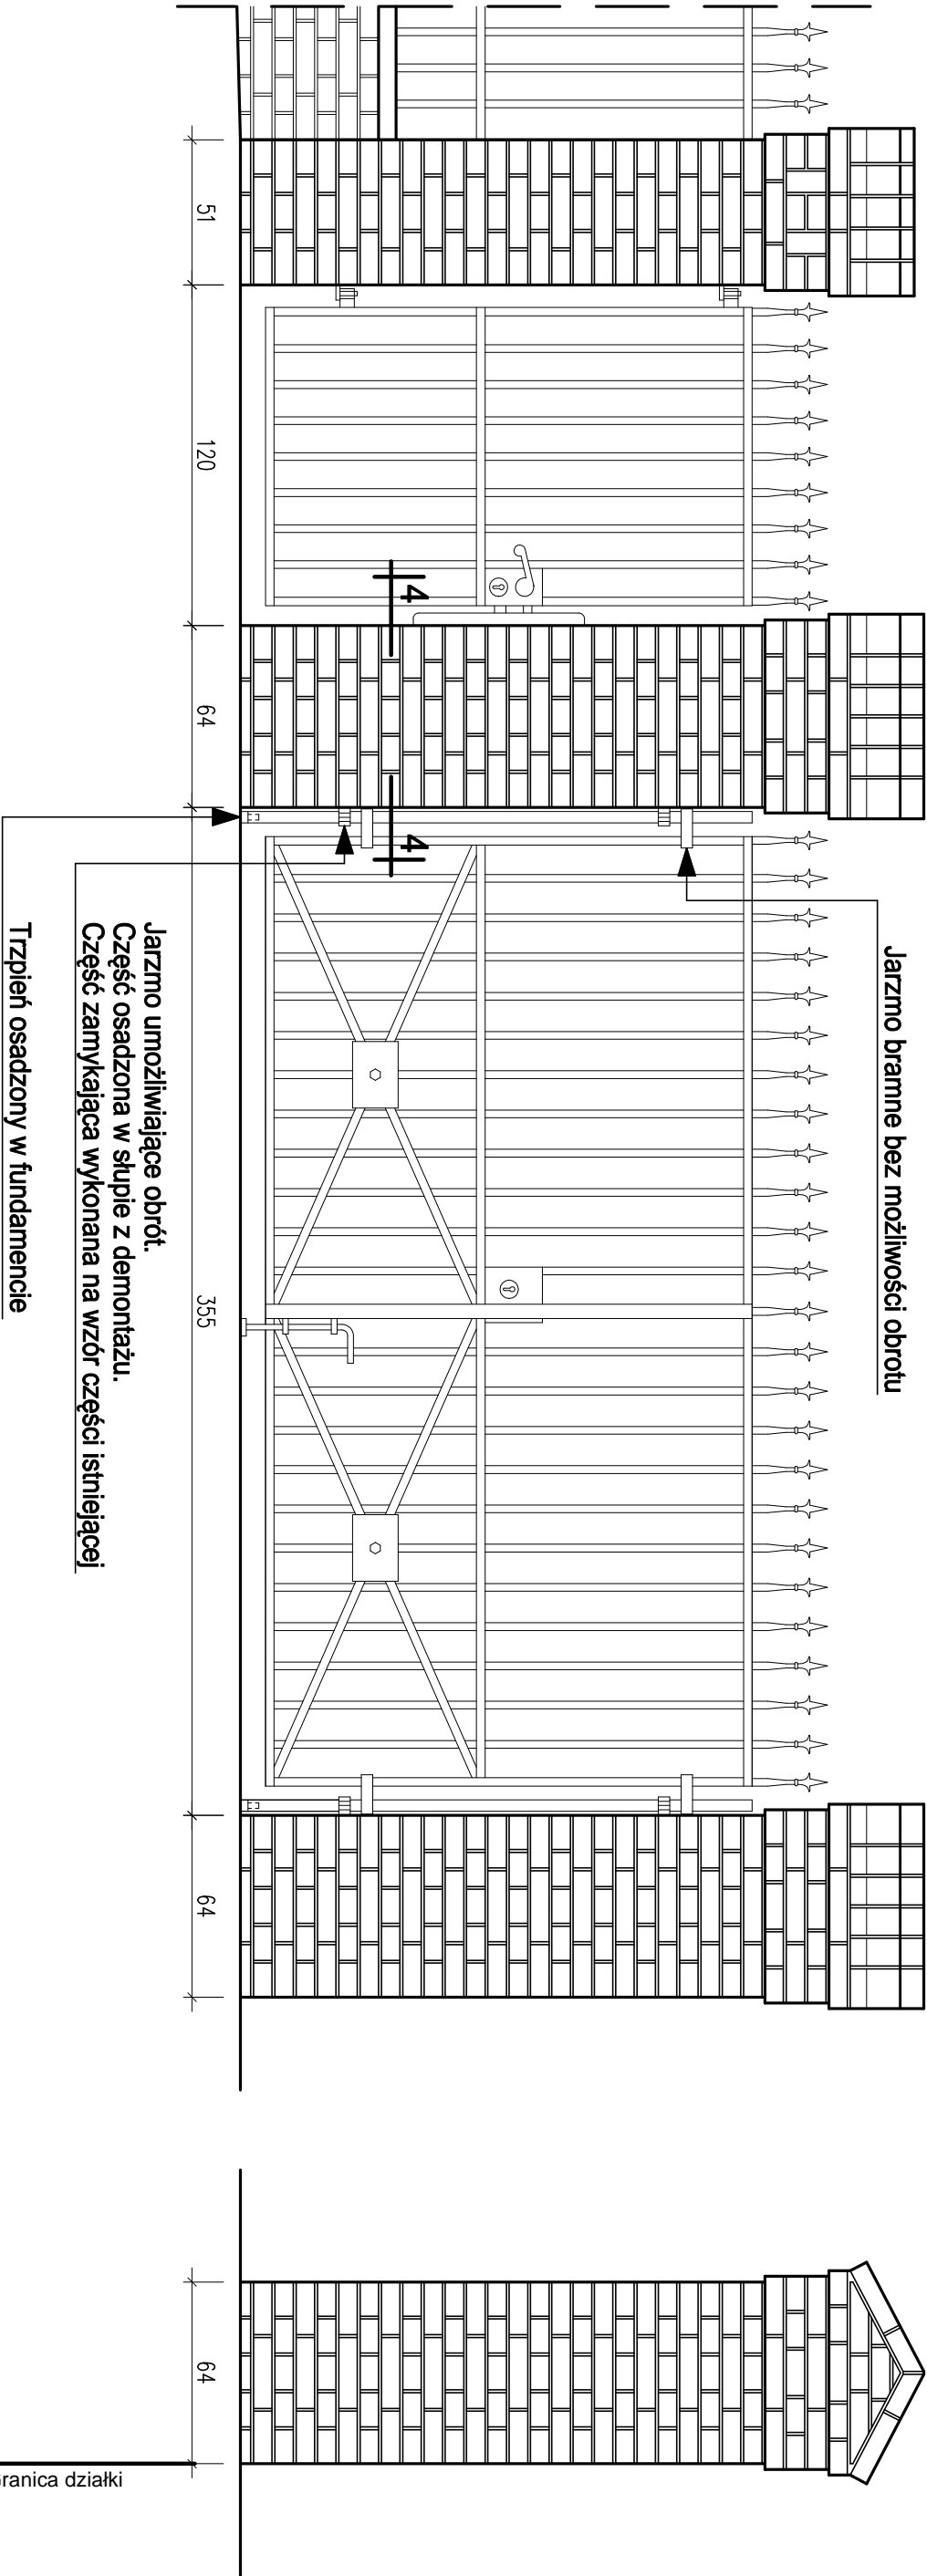 Jarzmo bramne bez możliwości obrotu
4
4
51
120
64
355
64
64
Jarzmo umożliwiające obrót.
Część osadzona w słupie z demontażu.
Część zamykająca wykonana na wzór części istniejącej
Trzpień osadzony w fundamencie
ranica działki